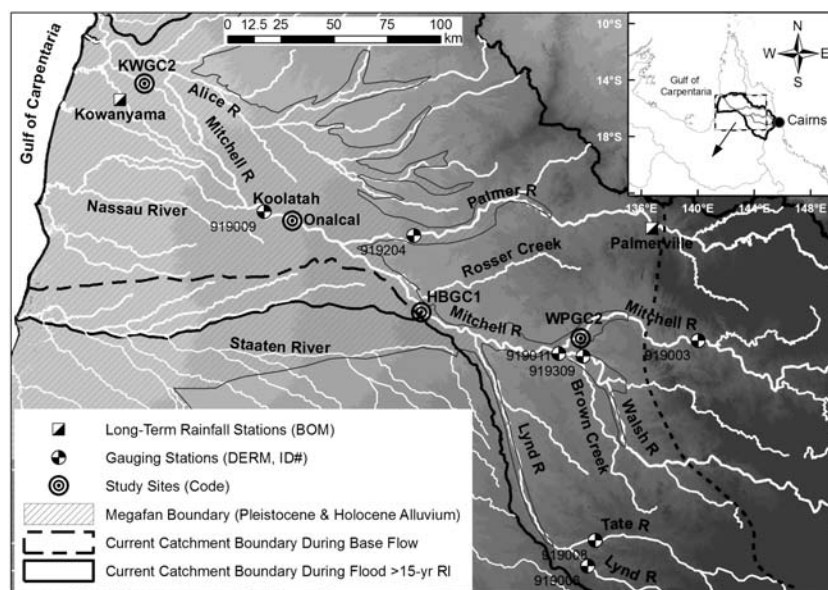 0 12.5 25 50 75 100
km
KWGC2
Kowanyama
Gulf of Carpentaria
Alice R
Mitchell R
Nassau River
Koolatah
Onalcal
919009
Palmer R
919204
Rosser Creek
Palmerville
HBGC1
Mitchell R
WPGC2
Mitchell R
919003
919011
919309
Staaten River
Lynd R
Brown Creek
Walsh R
Tate R
919008
Lynd R
Gulf of
Carpentaria
Cairns
N
W E
S
10°S
14°S
18°S
136°E 140°E 144°E 148°E
Long-Term Rainfall Stations (BOM)
Gauging Stations (DERM, ID#)
Study Sites (Code)
Megafan Boundary (Pleistocene & Holocene Alluvium)
Current Catchment Boundary During Base Flow
Current Catchment Boundary During Flood >15-yr RI